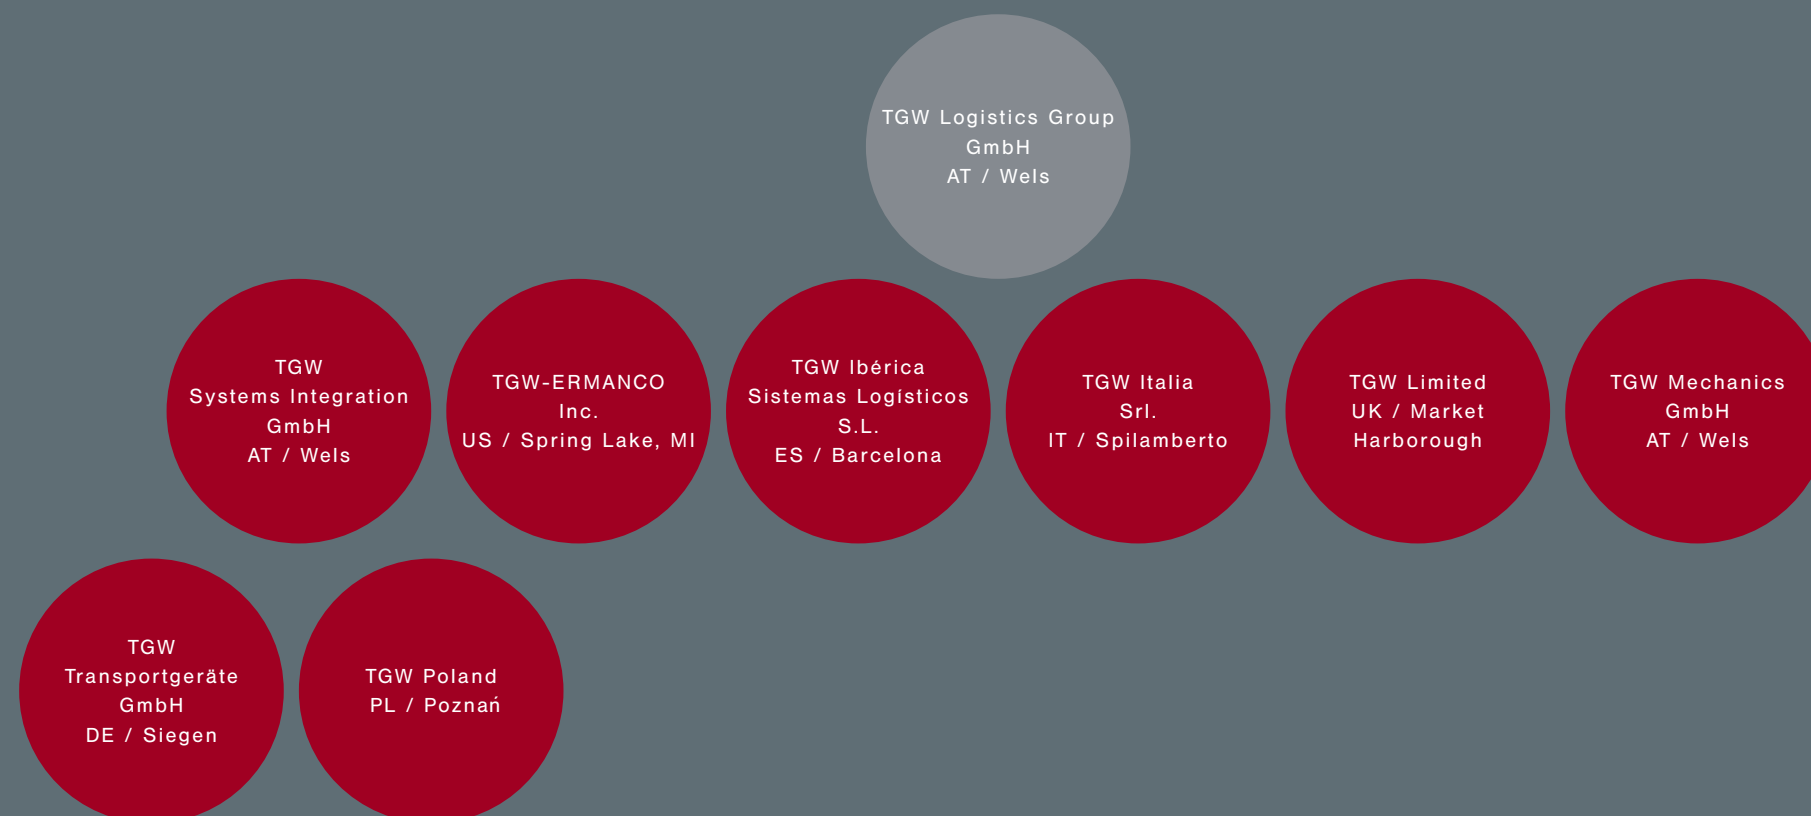 TGW Logistics Group
GmbH
AT / Wels
TGW
Systems Integration
GmbH
AT / Wels
TGW-ERMANCO
Inc.
US / Spring Lake, MI
TGW Ibérica
Sistemas Logísticos
S.L.
ES / Barcelona
TGW Italia
Srl.
IT / Spilamberto
TGW Limited
UK / Market
Harborough
TGW Mechanics
GmbH
AT / Wels
TGW
Transportgeräte
GmbH
DE / Siegen
TGW Poland
PL / Poznań